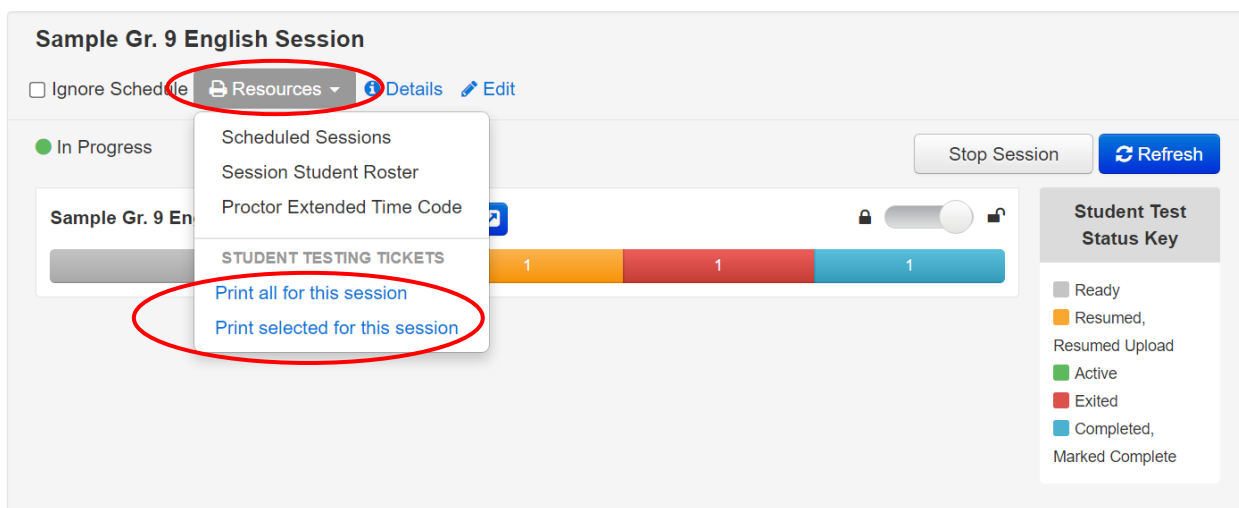 Sample Gr. 9 English Session
Ignore Schedule Resources Details Edit
In Progress
Scheduled Sessions
Session Student Roster
Proctor Extended Time Code
STUDENT TESTING TICKETS
Print all for this session
Print selected for this session
Stop Session Refresh
Sample Gr. 9 En
1 1 1
Student Test
Status Key
Ready
Resumed,
Resumed Upload
Active
Exited
Completed,
Marked Complete